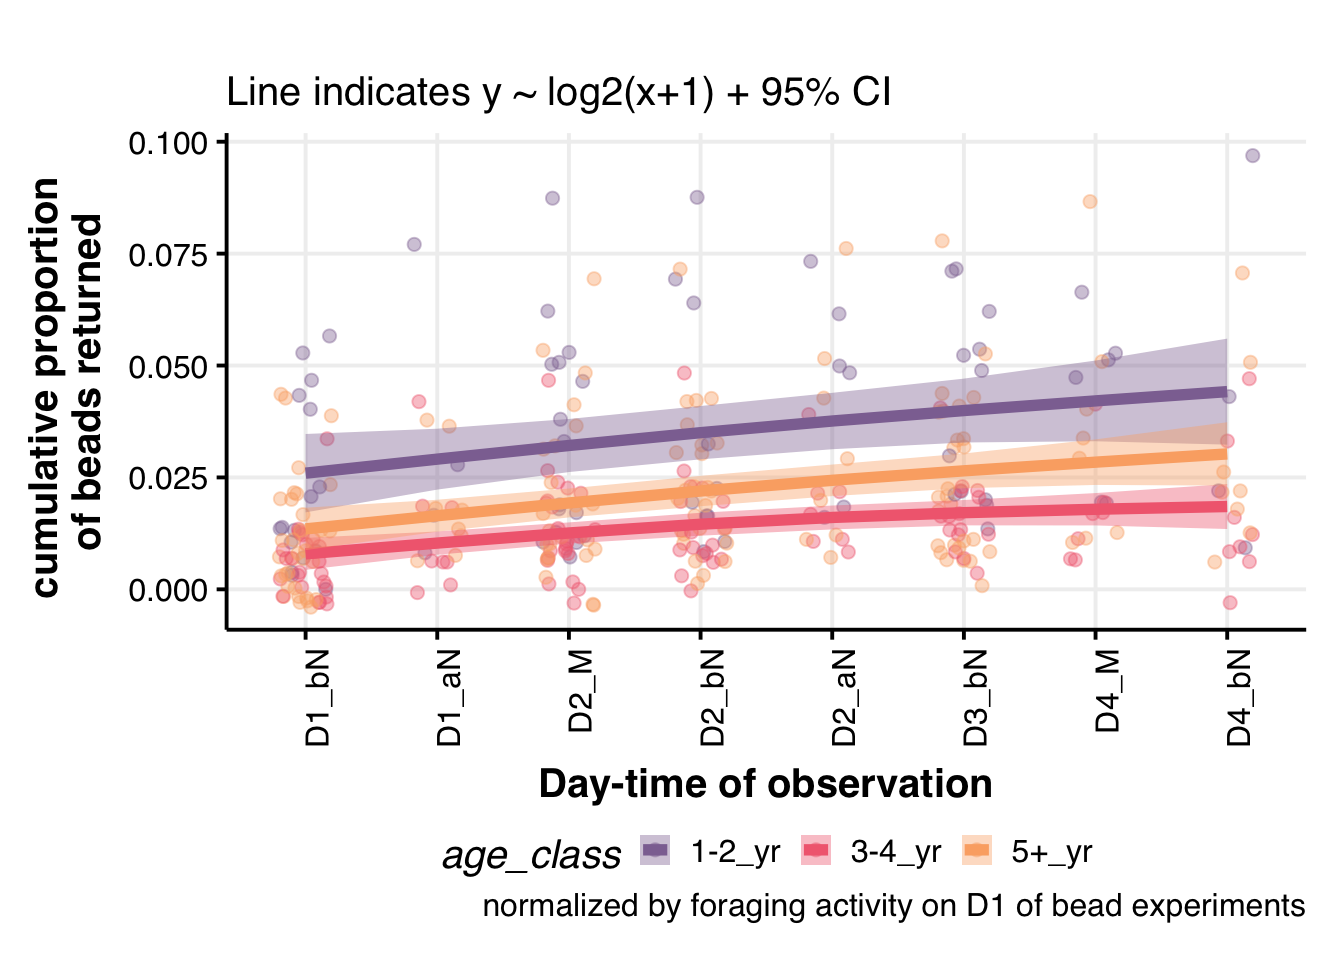 Line indicates y ~ log2(x+1) + 95% CI
cumulative proportion
of beads returned
0.100
0.075
0.050
0.025
0.000
D1_bN
D1_aN
D2_M
D2_bN
D2_aN
D3_bN
D4_M
D4_bN
Day-time of observation
age_class 1-2_yr 3-4_yr 5+_yr
normalized by foraging activity on D1 of bead experiments